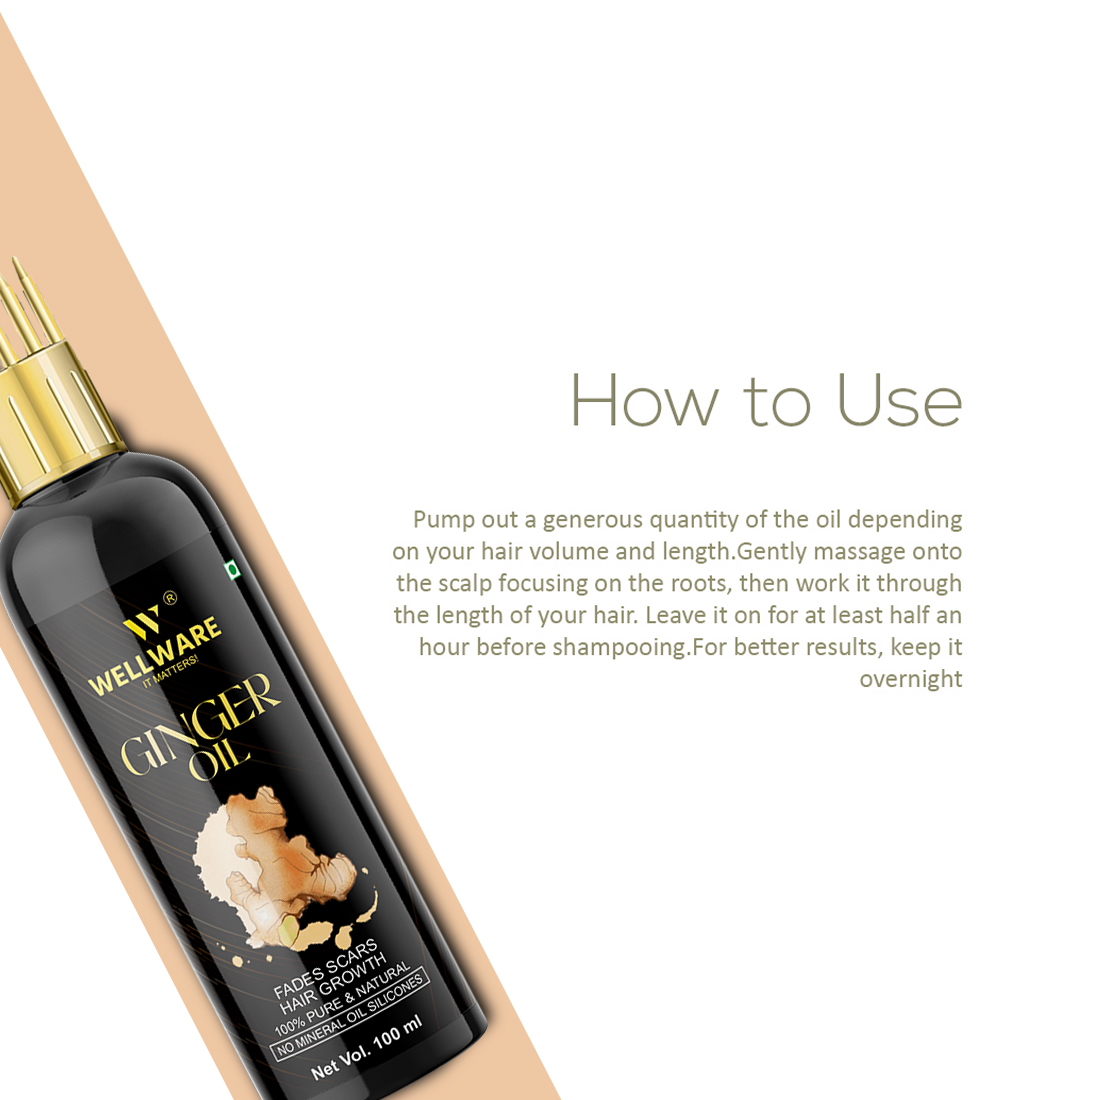 How to Use
Pump out a generous quantity of the oil depending
on your hair volume and length.Gently massage onto
the scalp focusing on the roots, then work it through
the length of your hair. Leave it on for at least half an
hour before shampooing.For better results, keep it
overnight
W®
WELLWARE
IT MATTERS!
GINGER
OIL
FADES SCARS
HAIR GROWTH
100% PURE & NATURAL
NO MINERAL OIL SILICONES
Net Vol. 100 ml